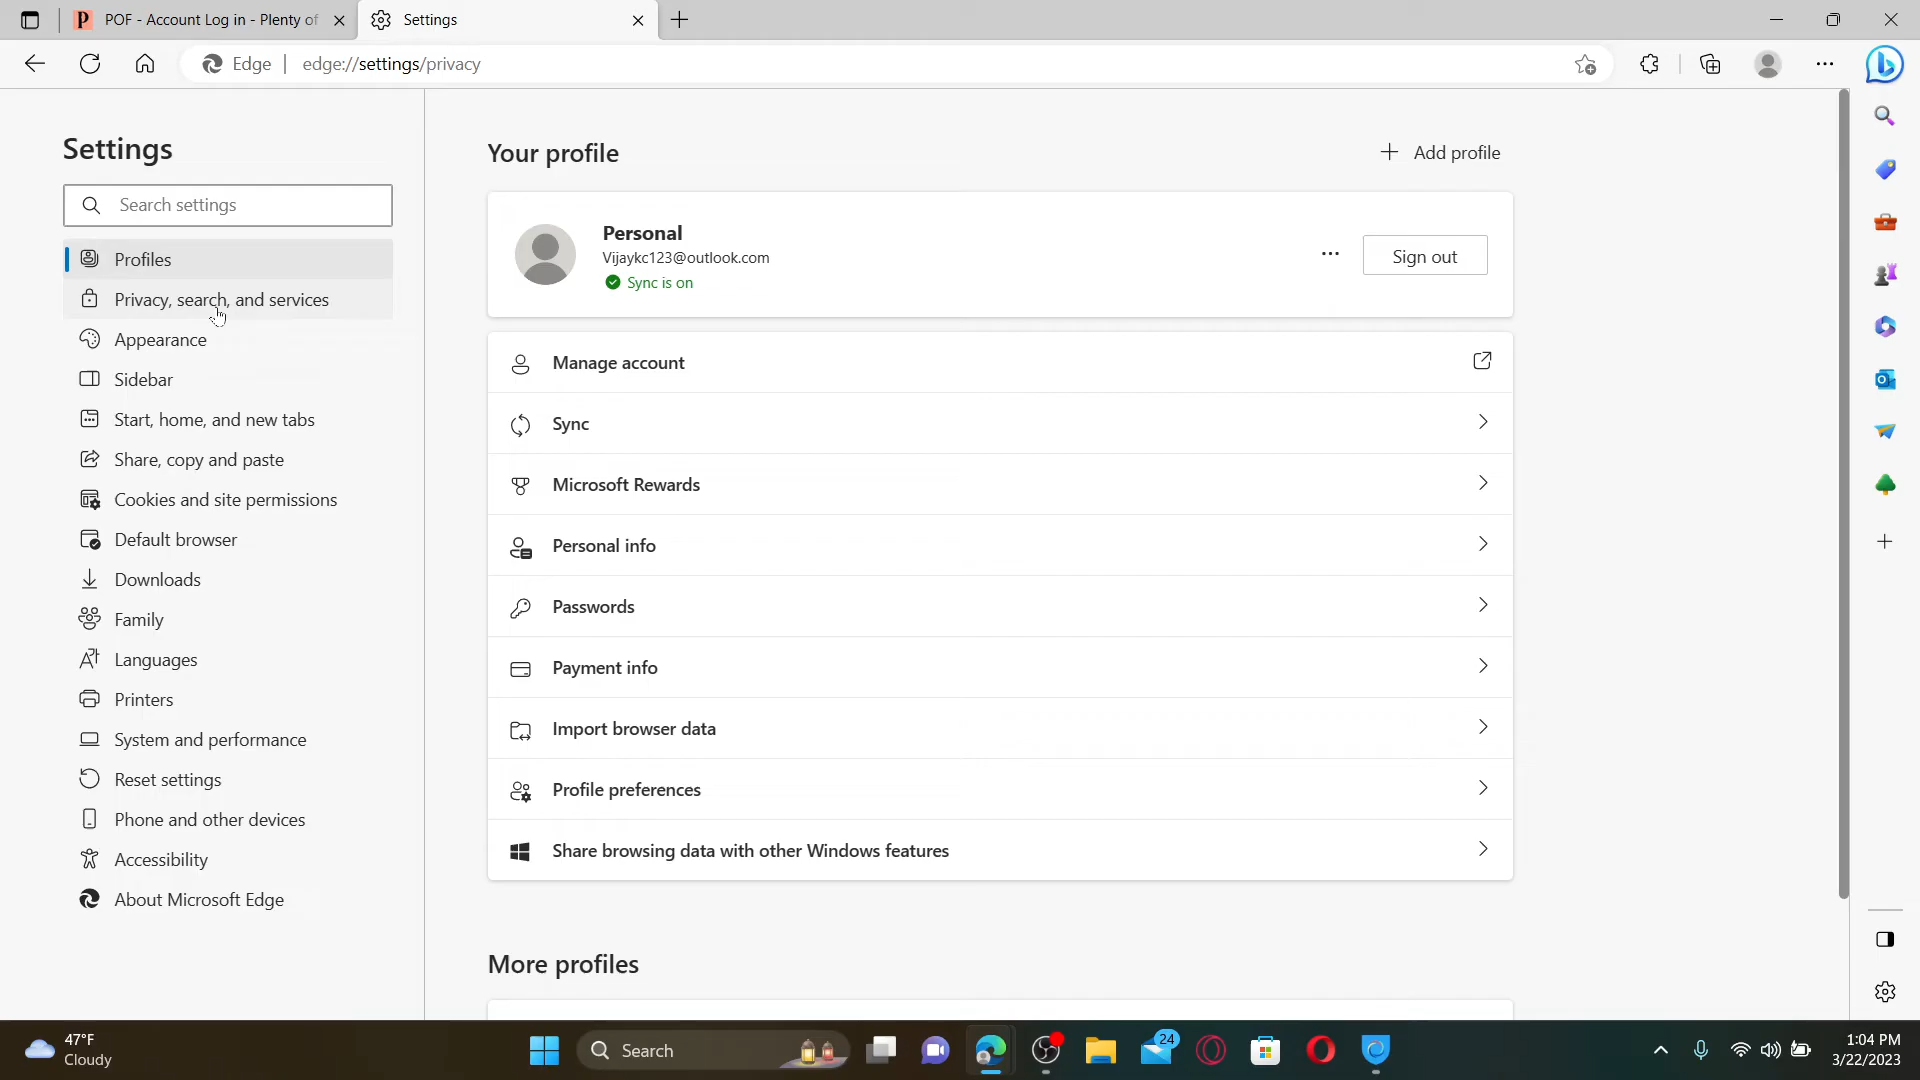 POF - Account Log in - Plenty of
Settings
Edge | edge://settings/privacy
Settings
Search settings
Profiles
Privacy, search, and services
Appearance
Sidebar
Start, home, and new tabs
Share, copy and paste
Cookies and site permissions
Default browser
Downloads
Family
Languages
Printers
System and performance
Reset settings
Phone and other devices
Accessibility
About Microsoft Edge
Your profile
Add profile
Personal
Vijaykc123@outlook.com
Sync is on
Sign out
Manage account
Sync
Microsoft Rewards
Personal info
Passwords
Payment info
Import browser data
Profile preferences
Share browsing data with other Windows features
More profiles
47°F
Cloudy
Search
24
1:04 PM
3/22/2023